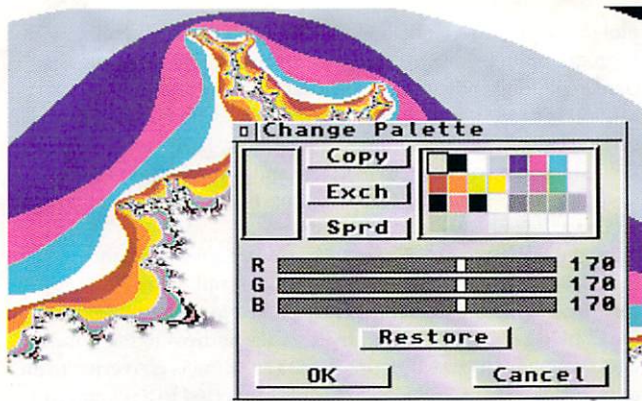 Change Palette
Copy
Exch
Sprd
R 170
G 170
B 170
Restore
OK Cancel